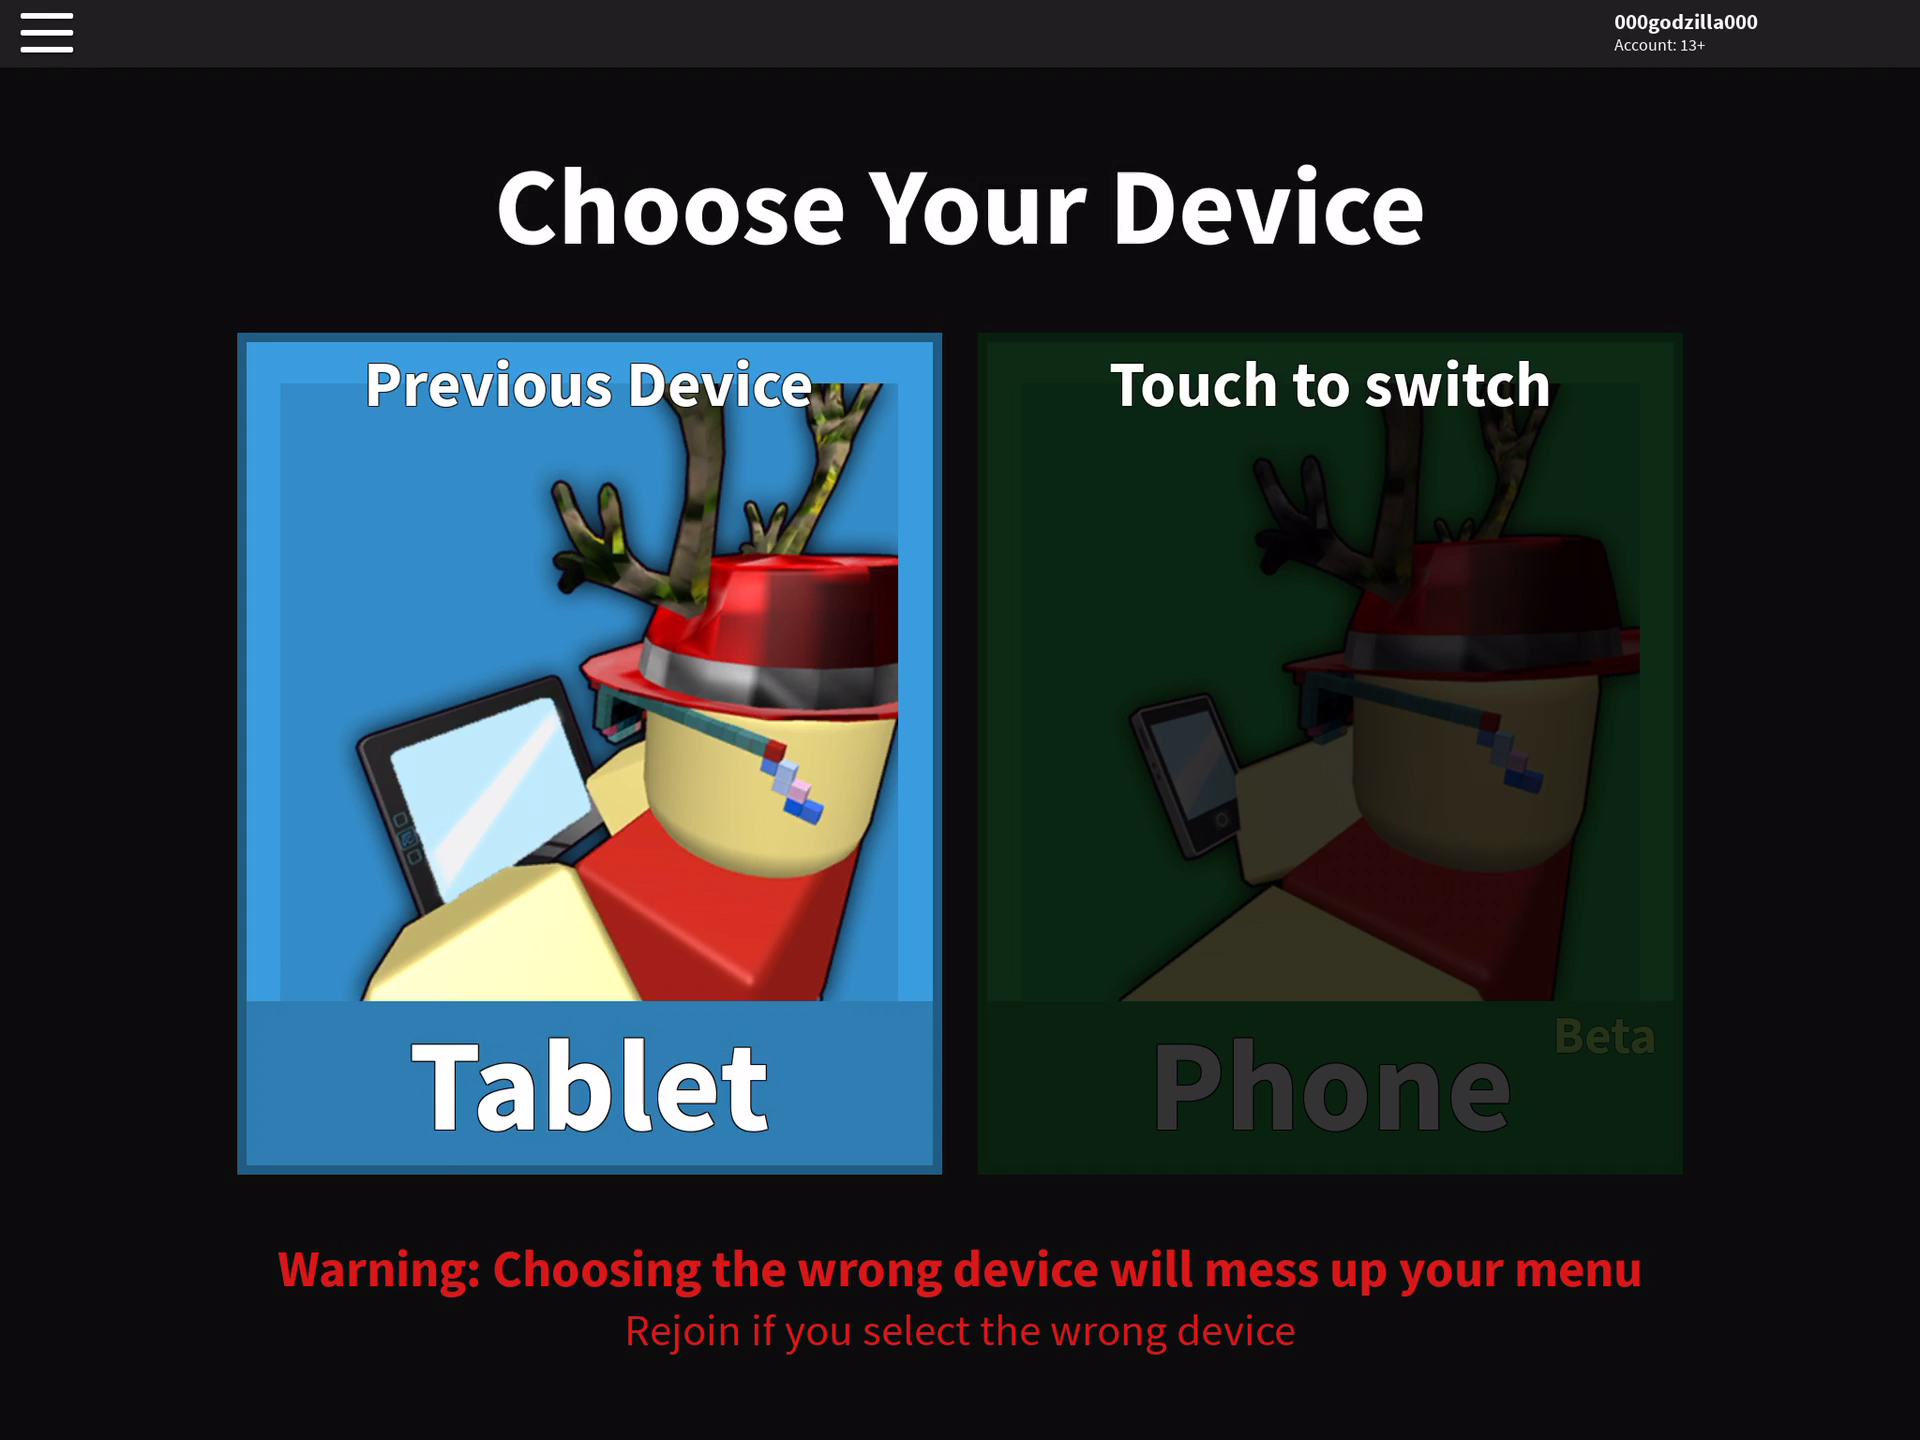 000godzilla000
Account: 13+
Choose Your Device
Previous Device
Touch to switch
Tablet
Phone
Beta
Warning: Choosing the wrong device will mess up your menu
Rejoin if you select the wrong device